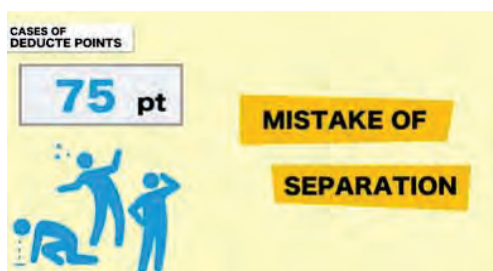 CASES OF
DEDUCTE POINTS
75 pt
MISTAKE OF
SEPARATION